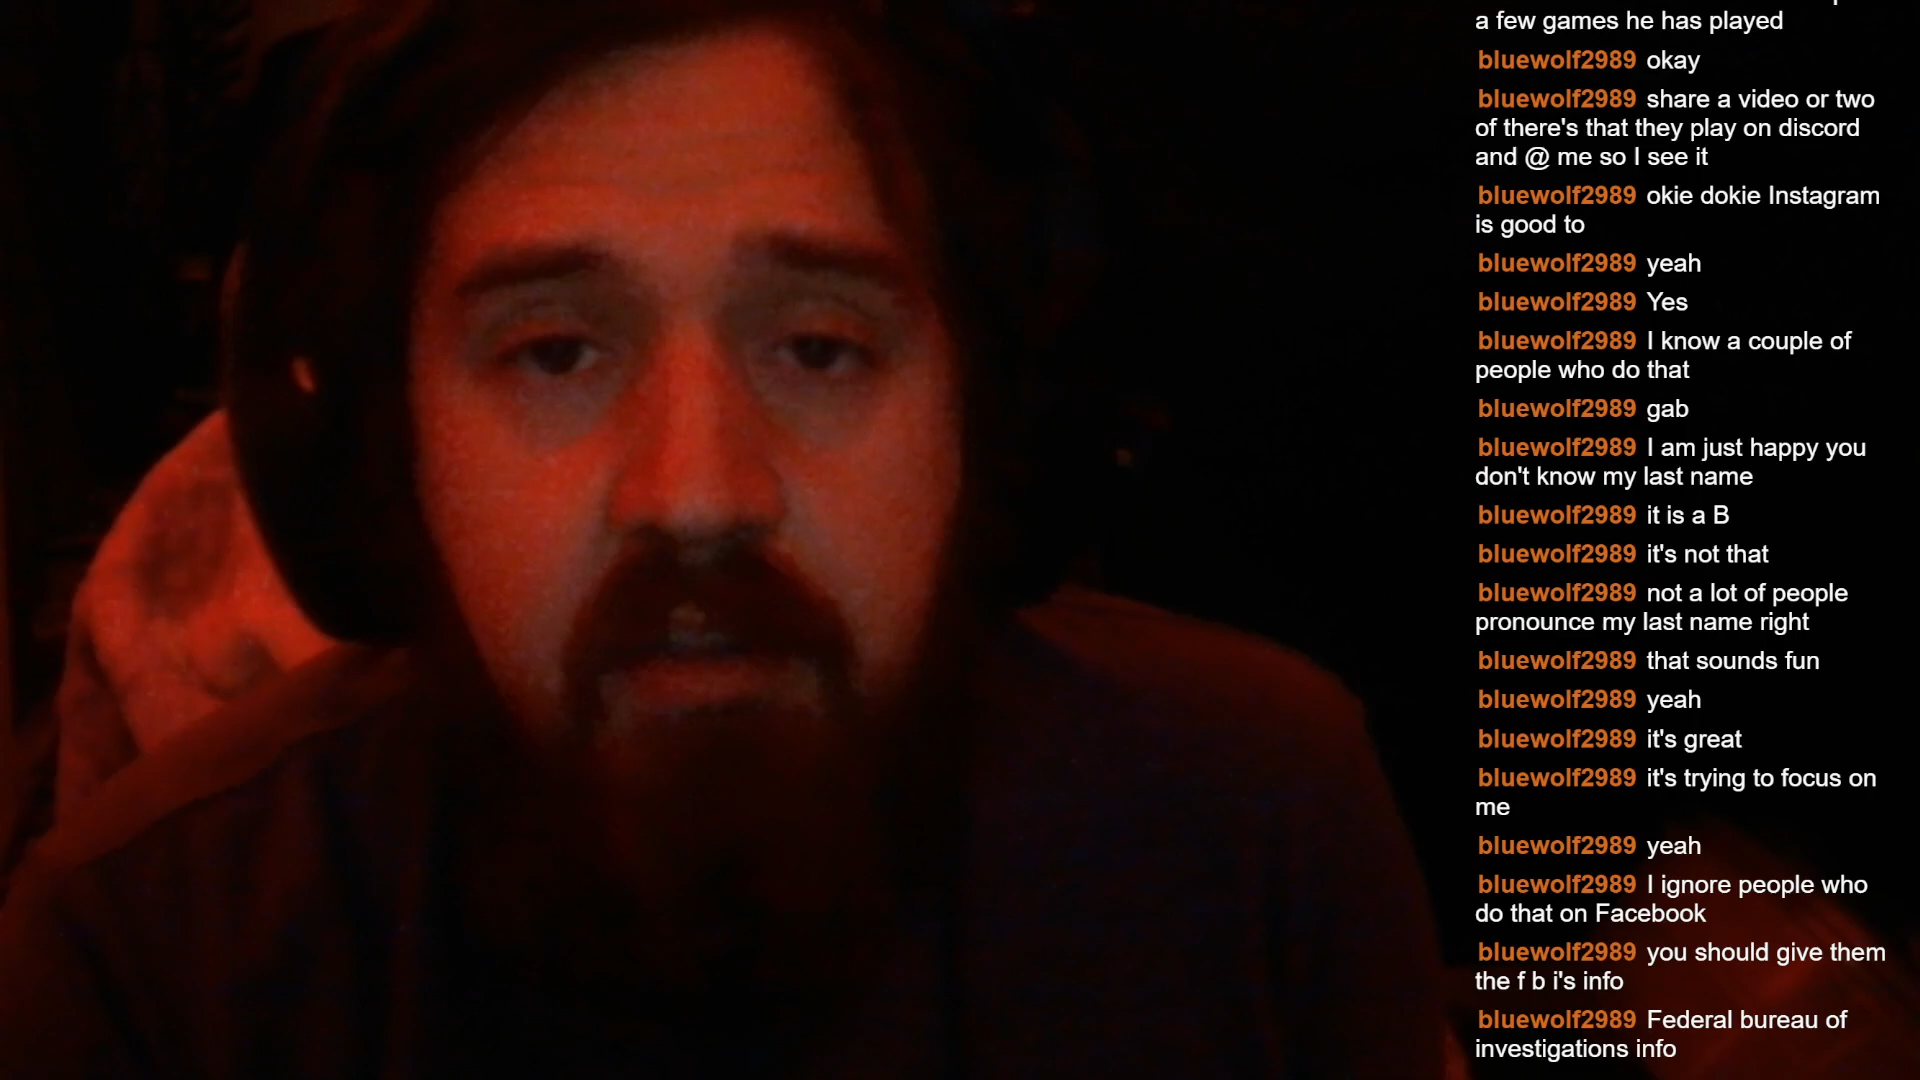 a few games he has played
bluewolf2989 okay
bluewolf2989 share a video or two
of there's that they play on discord
and @ me so I see it
bluewolf2989 okie dokie Instagram
is good to
bluewolf2989 yeah
bluewolf2989 Yes
bluewolf2989 I know a couple of
people who do that
bluewolf2989 gab
bluewolf2989 I am just happy you
don't know my last name
bluewolf2989 it is a B
bluewolf2989 it's not that
bluewolf2989 not a lot of people
pronounce my last name right
bluewolf2989 that sounds fun
bluewolf2989 yeah
bluewolf2989 it's great
bluewolf2989 it's trying to focus on
me
bluewolf2989 yeah
bluewolf2989 I ignore people who
do that on Facebook
bluewolf2989 you should give them
the f b i's info
bluewolf2989 Federal bureau of
investigations info